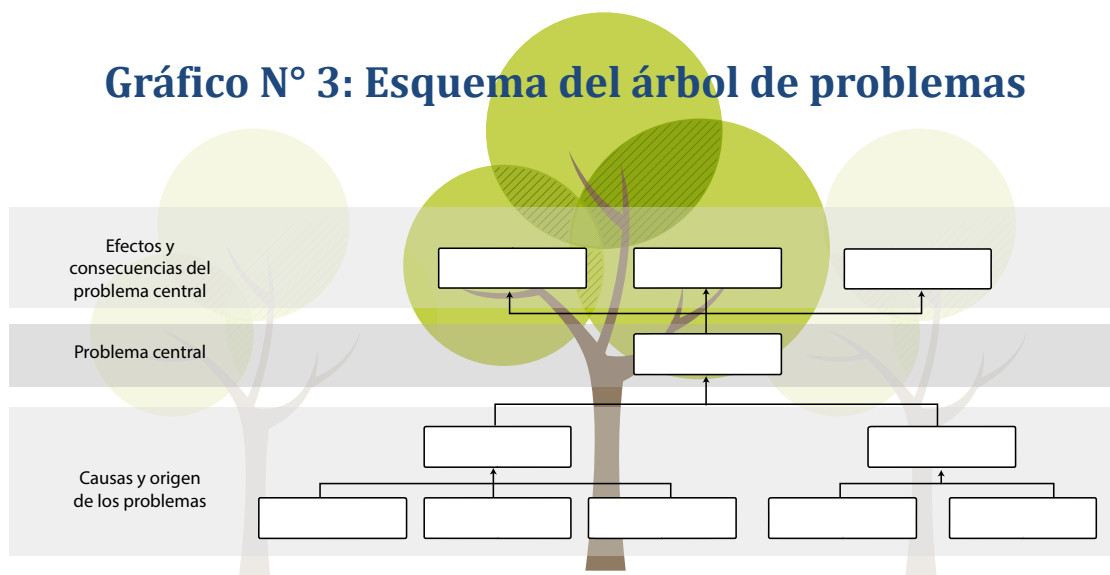 Gráfico N° 3: Esquema del árbol de problemas
Efectos y
consecuencias del
problema central
Problema central
Causas y origen
de los problemas